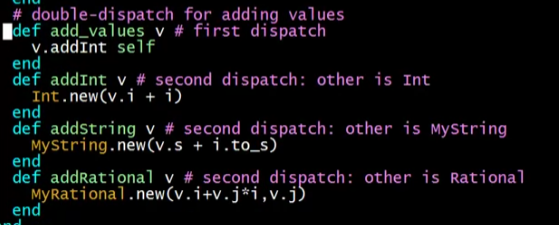 end
# double-dispatch for adding values
def add_values v # first dispatch
v.addInt self
end
def addInt v # second dispatch: other is Int
Int.new(v.i + i)
end
def addString v # second dispatch: other is MyString
MyString.new(v.s + i.to_s)
end
def addRational v # second dispatch: other is Rational
MyRational.new(v.i+v.j*i,v.j)
end
end